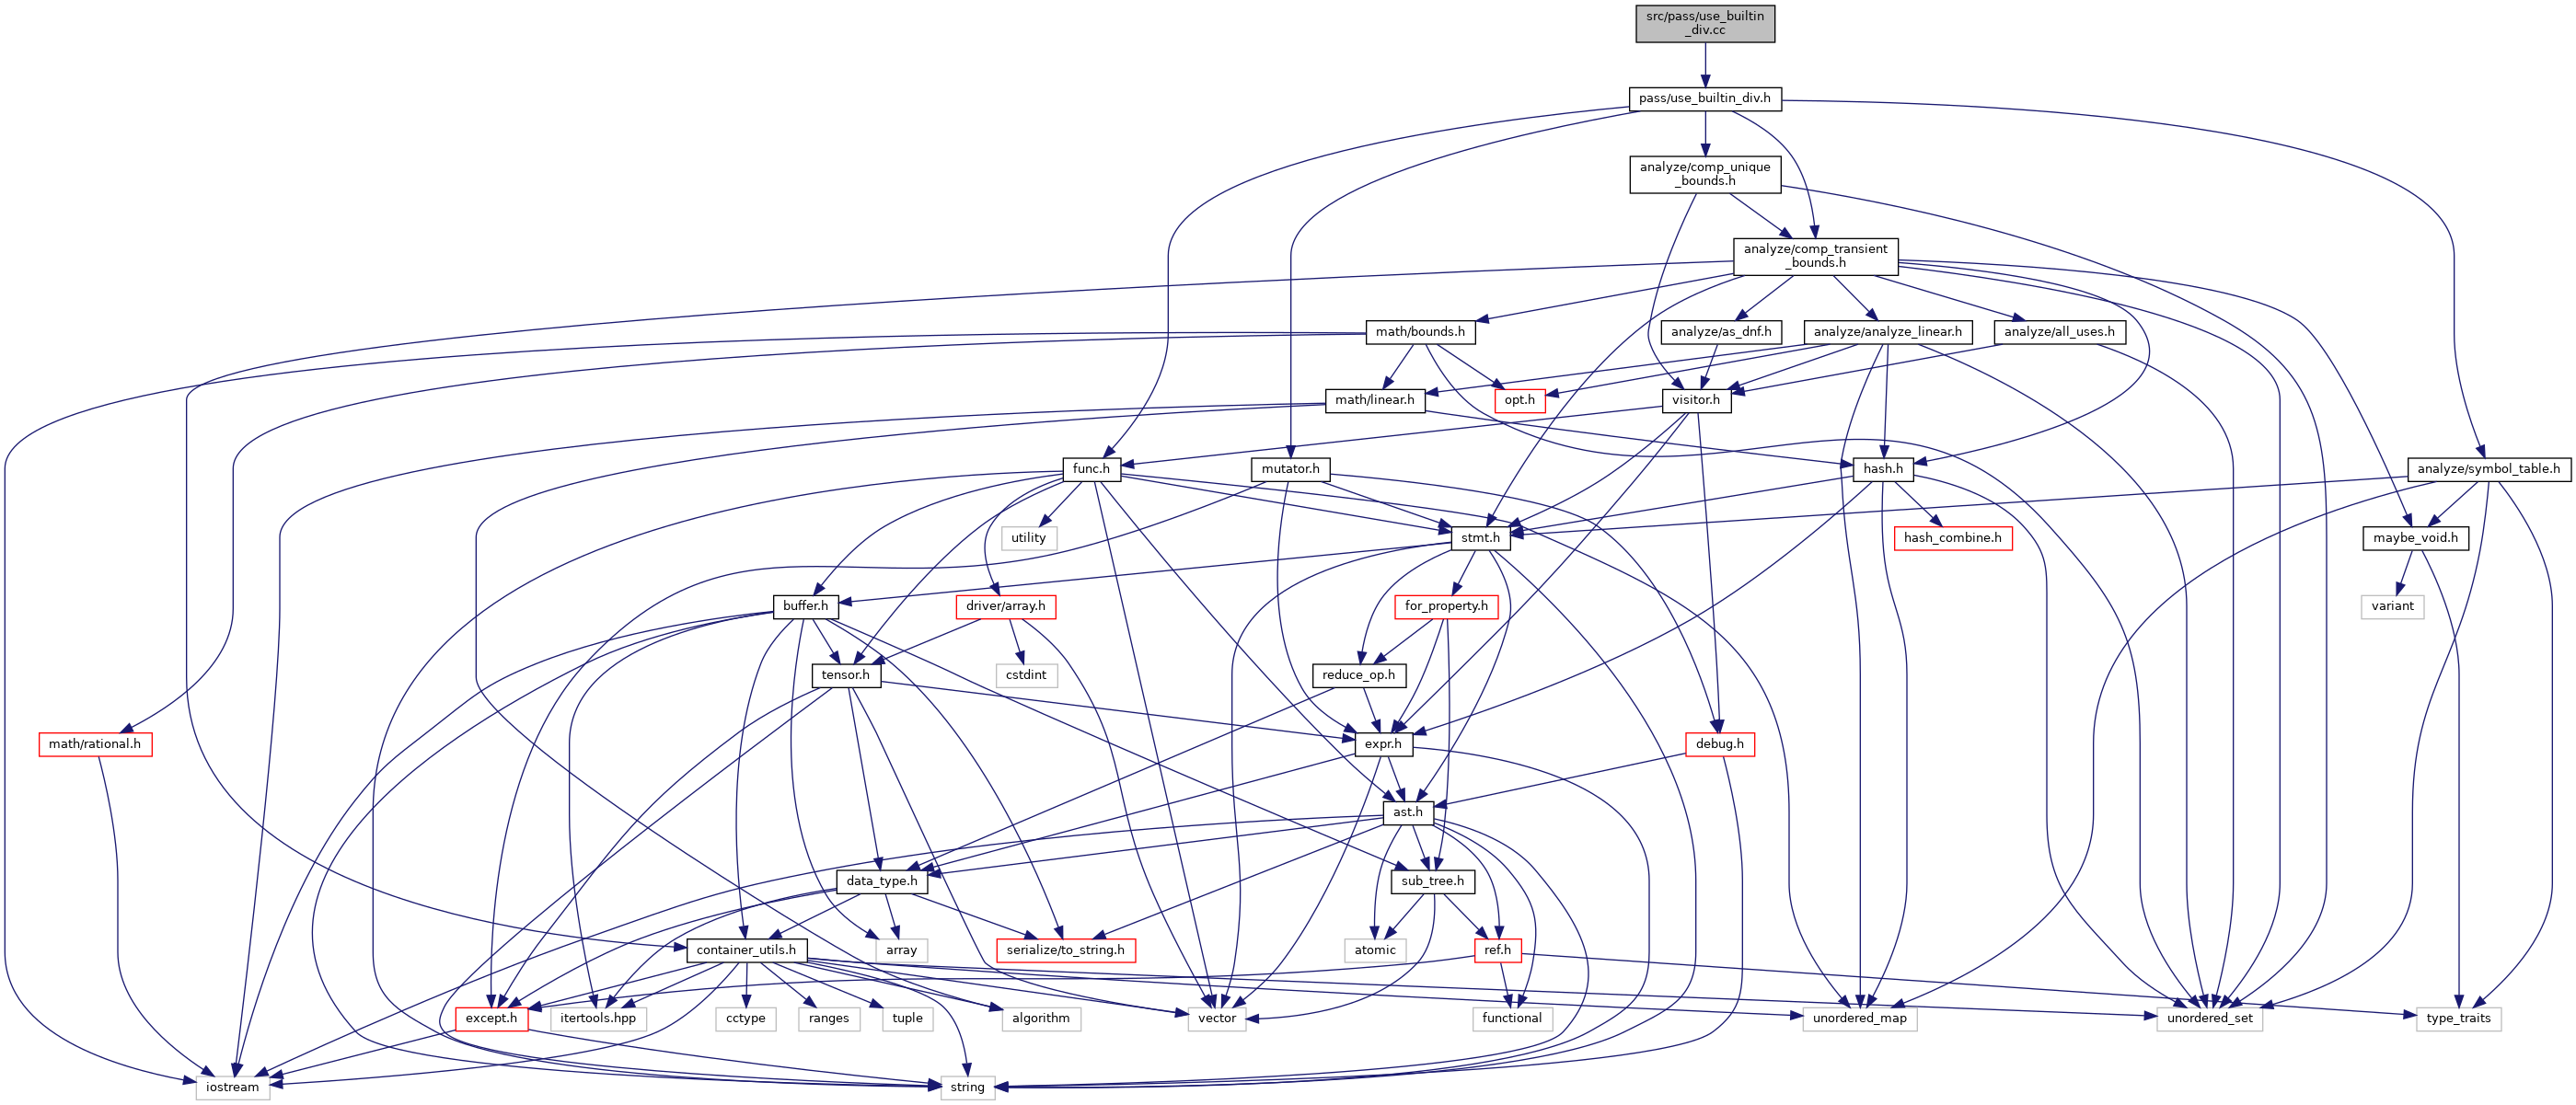 src/pass/use_builtin
_div.cc
pass/use_builtin_div.h
analyze/comp_unique
_bounds.h
analyze/comp_transient
_bounds.h
math/bounds.h
analyze/as_dnf.h
analyze/analyze_linear.h
analyze/all_uses.h
math/linear.h
opt.h
visitor.h
func.h
mutator.h
hash.h
analyze/symbol_table.h
utility
stmt.h
hash_combine.h
maybe_void.h
buffer.h
driver/array.h
for_property.h
variant
tensor.h
cstdint
reduce_op.h
math/rational.h
expr.h
debug.h
ast.h
data_type.h
sub_tree.h
container_utils.h
array
serialize/to_string.h
atomic
ref.h
except.h
itertools.hpp
cctype
ranges
tuple
algorithm
vector
functional
unordered_map
unordered_set
type_traits
iostream
string